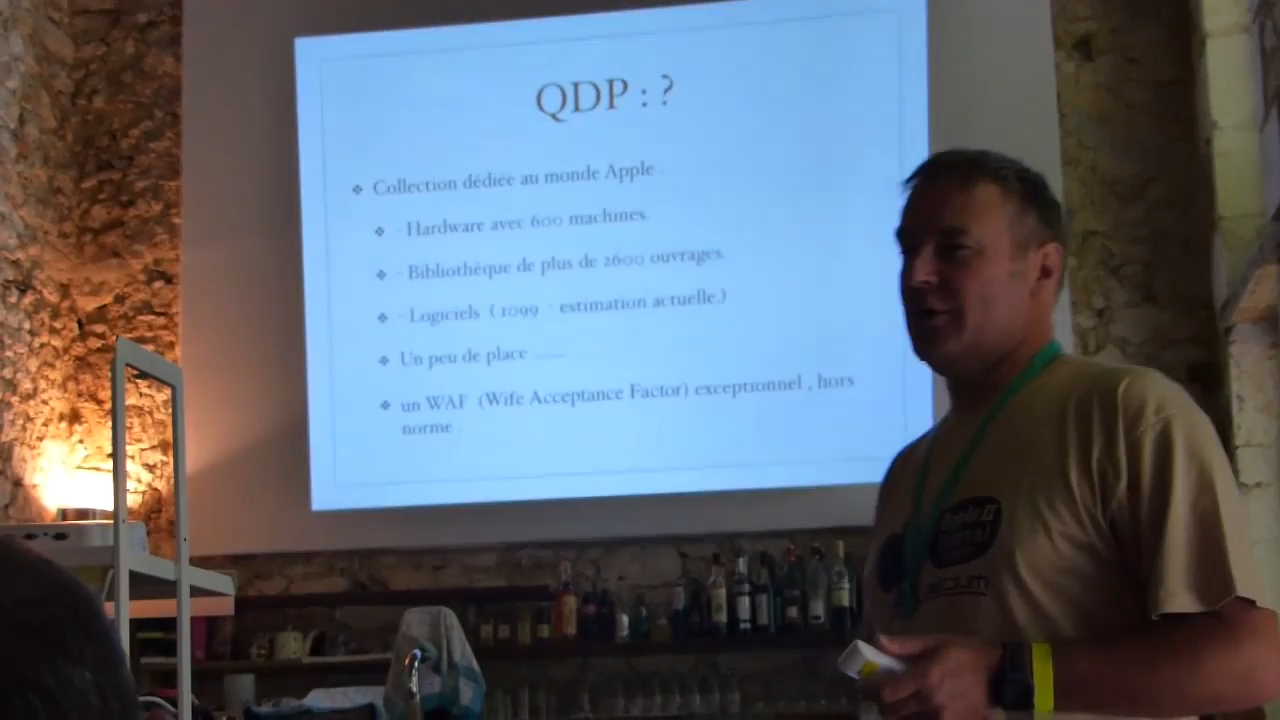 QDP : ?
Collection dédiée au monde Apple
- Hardware avec 600 machines.
- Bibliothèque de plus de 2600 ouvrages.
- Logiciels ( 1099 - estimation actuelle.)
Un peu de place ........
un WAF (Wife Acceptance Factor) exceptionnel , hors
norme